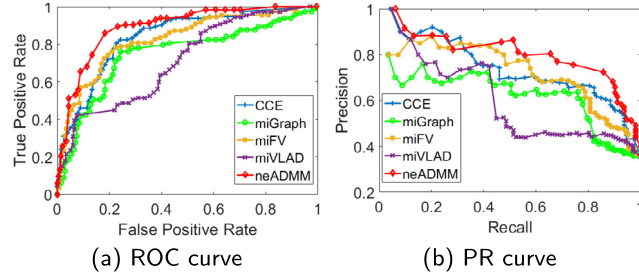 1
0.8
0.6
0.4
0.2
0
True Positive Rate
CCE
miGraph
miFV
miVLAD
neADMM
0 0.2 0.4 0.6 0.8 1
False Positive Rate
(a) ROC curve
1
0.8
0.6
0.4
0.2
Precision
CCE
miGraph
miFV
miVLAD
neADMM
0 0.2 0.4 0.6 0.8 1
Recall
(b) PR curve